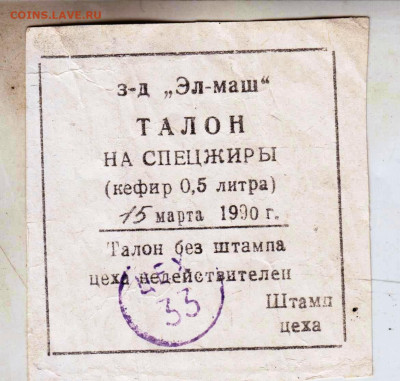 COINS.LAVE.RU
з-д „Эл-маш“
ТАЛОН
НА СПЕЦЖИРЫ
(кефир 0,5 литра)
15 марта 1990 г.
Талон без штампа
цеха недействителен
ЦЕХ
33
Штамп
цеха